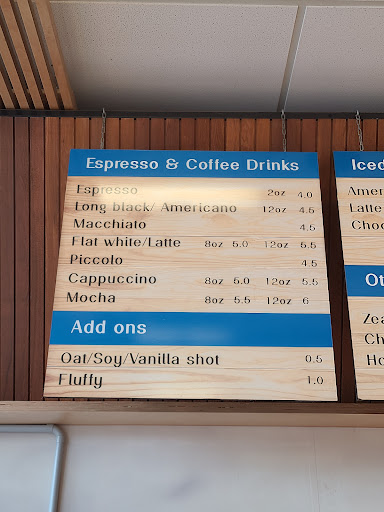 Espresso & Coffee Drinks
Espresso 2oz 4.0
Long black/ Americano 12oz 4.5
Macchiato 4.5
Flat white/Latte 8oz 5.0 12oz 5.5
Piccolo 4.5
Cappuccino 8oz 5.0 12oz 5.5
Mocha 8oz 5.5 12oz 6
Add ons
Oat/Soy/Vanilla shot 0.5
Fluffy 1.0
Iced
Amer
Latte
Choc
Ot
Zea
Ch
Ho